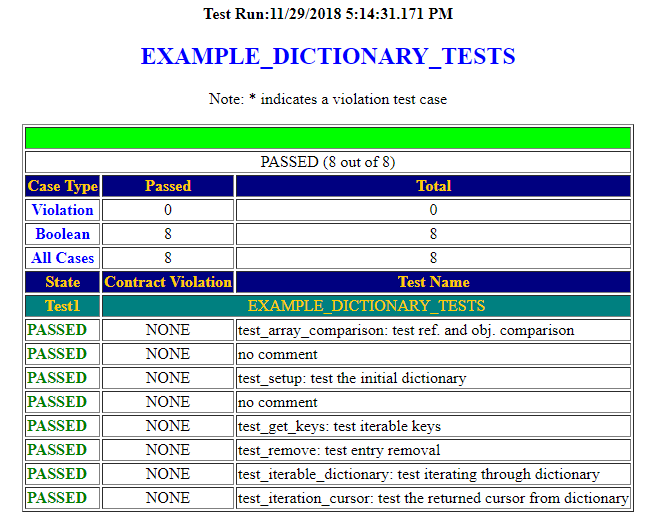 Test Run:11/29/2018 5:14:31.171 PM
EXAMPLE_DICTIONARY_TESTS
Note: * indicates a violation test case
PASSED (8 out of 8)
Case Type Passed Total
Violation 0 0
Boolean 8 8
All Cases 8 8
State Contract Violation Test Name
Test1 EXAMPLE_DICTIONARY_TESTS
PASSED NONE test_array_comparison: test ref. and obj. comparison
PASSED NONE no comment
PASSED NONE test_setup: test the initial dictionary
PASSED NONE no comment
PASSED NONE test_get_keys: test iterable keys
PASSED NONE test_remove: test entry removal
PASSED NONE test_iterable_dictionary: test iterating through dictionary
PASSED NONE test_iteration_cursor: test the returned cursor from dictionary